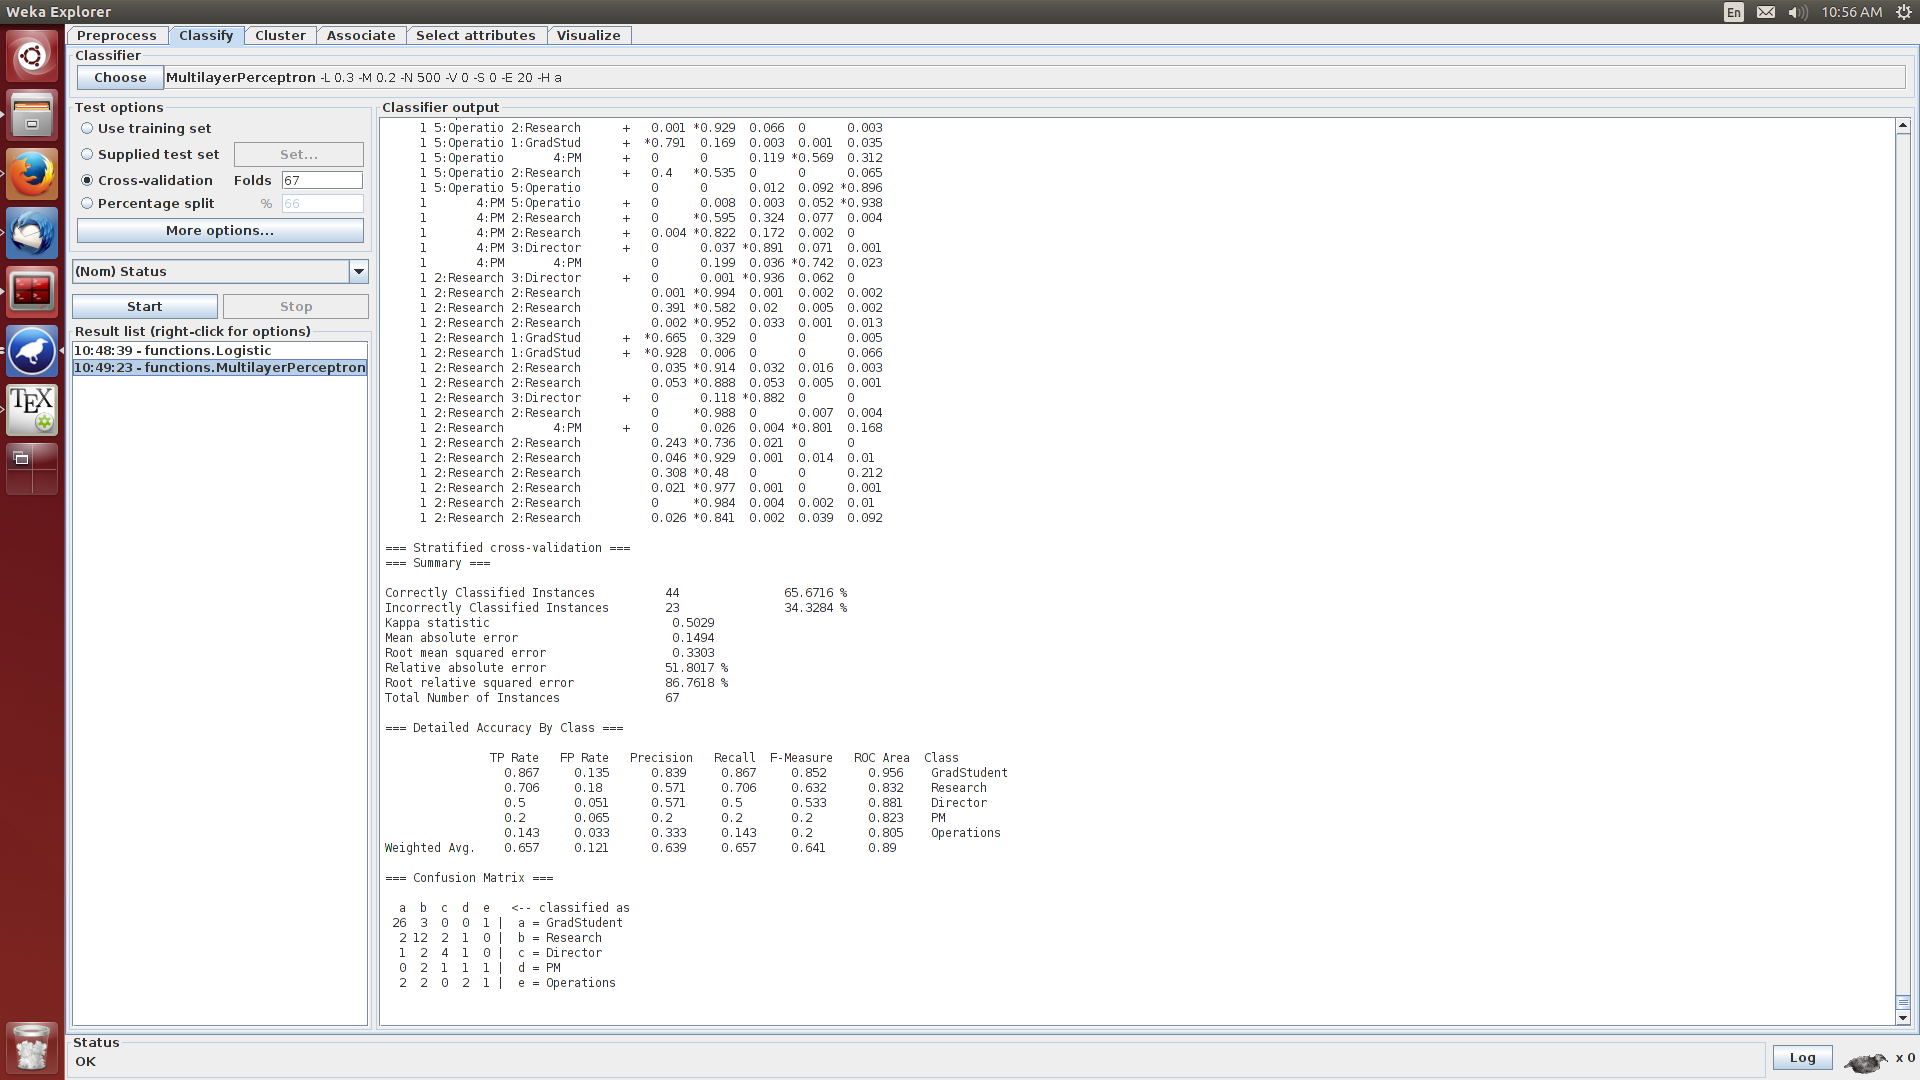 Weka Explorer
En 10:56 AM
Preprocess Classify Cluster Associate Select attributes Visualize
Classifier
Choose MultilayerPerceptron -L 0.3 -M 0.2 -N 500 -V 0 -S 0 -E 20 -H a
Test options
Use training set
Supplied test set Set...
Cross-validation Folds 67
Percentage split % 66
More options...
(Nom) Status
Start Stop
Result list (right-click for options)
10:48:39 - functions.Logistic
10:49:23 - functions.MultilayerPerceptron
Classifier output
1 5:Operatio 2:Research + 0.001 *0.929 0.066 0 0.003
1 5:Operatio 1:GradStud + *0.791 0.169 0.003 0.001 0.035
1 5:Operatio 4:PM + 0 0 0.119 *0.569 0.312
1 5:Operatio 2:Research + 0.4 *0.535 0 0 0.065
1 5:Operatio 5:Operatio 0 0 0.012 0.092 *0.896
1 4:PM 5:Operatio + 0 0.008 0.003 0.052 *0.938
1 4:PM 2:Research + 0 *0.595 0.324 0.077 0.004
1 4:PM 2:Research + 0.004 *0.822 0.172 0.002 0
1 4:PM 3:Director + 0 0.037 *0.891 0.071 0.001
1 4:PM 4:PM 0 0.199 0.036 *0.742 0.023
1 2:Research 3:Director + 0 0.001 *0.936 0.062 0
1 2:Research 2:Research 0.001 *0.994 0.001 0.002 0.002
1 2:Research 2:Research 0.391 *0.582 0.02 0.005 0.002
1 2:Research 2:Research 0.002 *0.952 0.033 0.001 0.013
1 2:Research 1:GradStud + *0.665 0.329 0 0 0.005
1 2:Research 1:GradStud + *0.928 0.006 0 0 0.066
1 2:Research 2:Research 0.035 *0.914 0.032 0.016 0.003
1 2:Research 2:Research 0.053 *0.888 0.053 0.005 0.001
1 2:Research 3:Director + 0 0.118 *0.882 0 0
1 2:Research 2:Research 0 *0.988 0 0.007 0.004
1 2:Research 4:PM + 0 0.026 0.004 *0.801 0.168
1 2:Research 2:Research 0.243 *0.736 0.021 0 0
1 2:Research 2:Research 0.046 *0.929 0.001 0.014 0.01
1 2:Research 2:Research 0.308 *0.48 0 0 0.212
1 2:Research 2:Research 0.021 *0.977 0.001 0 0.001
1 2:Research 2:Research 0 *0.984 0.004 0.002 0.01
1 2:Research 2:Research 0.026 *0.841 0.002 0.039 0.092
=== Stratified cross-validation ===
=== Summary ===
Correctly Classified Instances 44 65.6716 %
Incorrectly Classified Instances 23 34.3284 %
Kappa statistic 0.5029
Mean absolute error 0.1494
Root mean squared error 0.3303
Relative absolute error 51.8017 %
Root relative squared error 86.7618 %
Total Number of Instances 67
=== Detailed Accuracy By Class ===
TP Rate FP Rate Precision Recall F-Measure ROC Area Class
0.867 0.135 0.839 0.867 0.852 0.956 GradStudent
0.706 0.18 0.571 0.706 0.632 0.832 Research
0.5 0.051 0.571 0.5 0.533 0.881 Director
0.2 0.065 0.2 0.2 0.2 0.823 PM
0.143 0.033 0.333 0.143 0.2 0.805 Operations
Weighted Avg. 0.657 0.121 0.639 0.657 0.641 0.89
=== Confusion Matrix ===
a b c d e <-- classified as
26 3 0 0 1 | a = GradStudent
2 12 2 1 0 | b = Research
1 2 4 1 0 | c = Director
0 2 1 1 1 | d = PM
2 2 0 2 1 | e = Operations
Status
OK
Log x 0
TEX